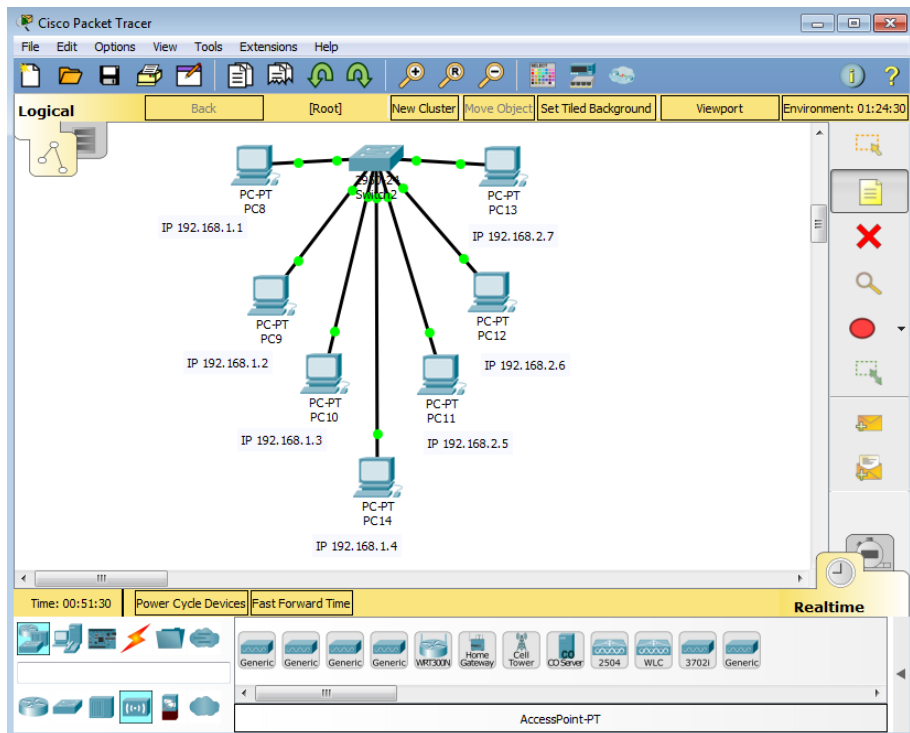 Cisco Packet Tracer
File Edit Options View Tools Extensions Help
Logical Back [Root] New Cluster Move Object Set Tiled Background Viewport Environment: 01:24:30
2950-24
Switch2
PC-PT
PC8
IP 192.168.1.1
PC-PT
PC13
IP 192.168.2.7
PC-PT
PC9
IP 192.168.1.2
PC-PT
PC12
IP 192.168.2.6
PC-PT
PC10
IP 192.168.1.3
PC-PT
PC11
IP 192.168.2.5
PC-PT
PC14
IP 192.168.1.4
Time: 00:51:30 Power Cycle Devices Fast Forward Time Realtime
Generic Generic Generic Generic WRT300N Home Gateway Cell Tower CO Server 2504 WLC 3702i Generic
AccessPoint-PT